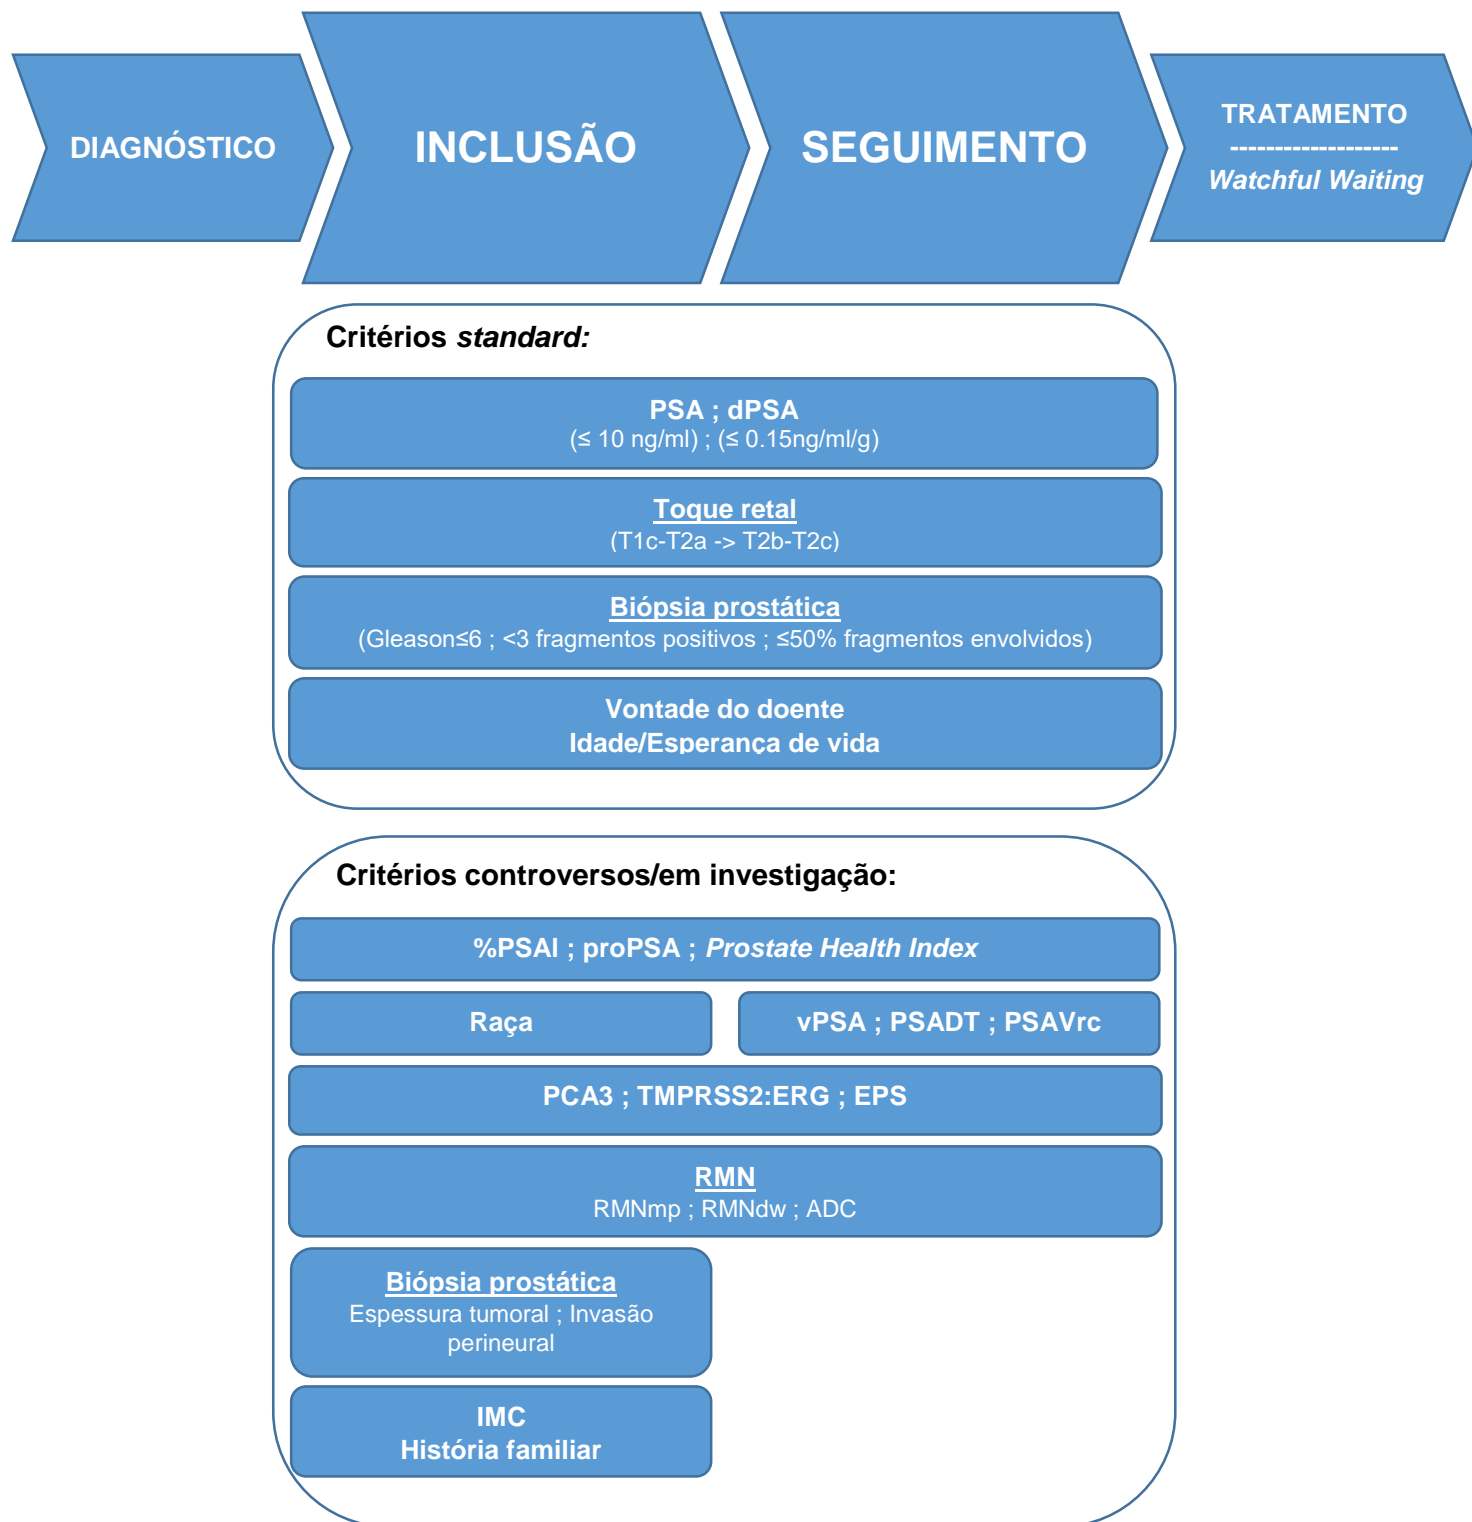 DIAGNÓSTICO
INCLUSÃO
SEGUIMENTO
TRATAMENTO
-------------------
Watchful Waiting
Critérios standard:
PSA ; dPSA
(≤ 10 ng/ml) ; (≤ 0.15ng/ml/g)
Toque retal
(T1c-T2a -> T2b-T2c)
Biópsia prostática
(Gleason≤6 ; <3 fragmentos positivos ; ≤50% fragmentos envolvidos)
Vontade do doente
Idade/Esperança de vida
Critérios controversos/em investigação:
%PSAl ; proPSA ; Prostate Health Index
Raça
vPSA ; PSADT ; PSAVrc
PCA3 ; TMPRSS2:ERG ; EPS
RMN
RMNmp ; RMNdw ; ADC
Biópsia prostática
Espessura tumoral ; Invasão
perineural
IMC
História familiar